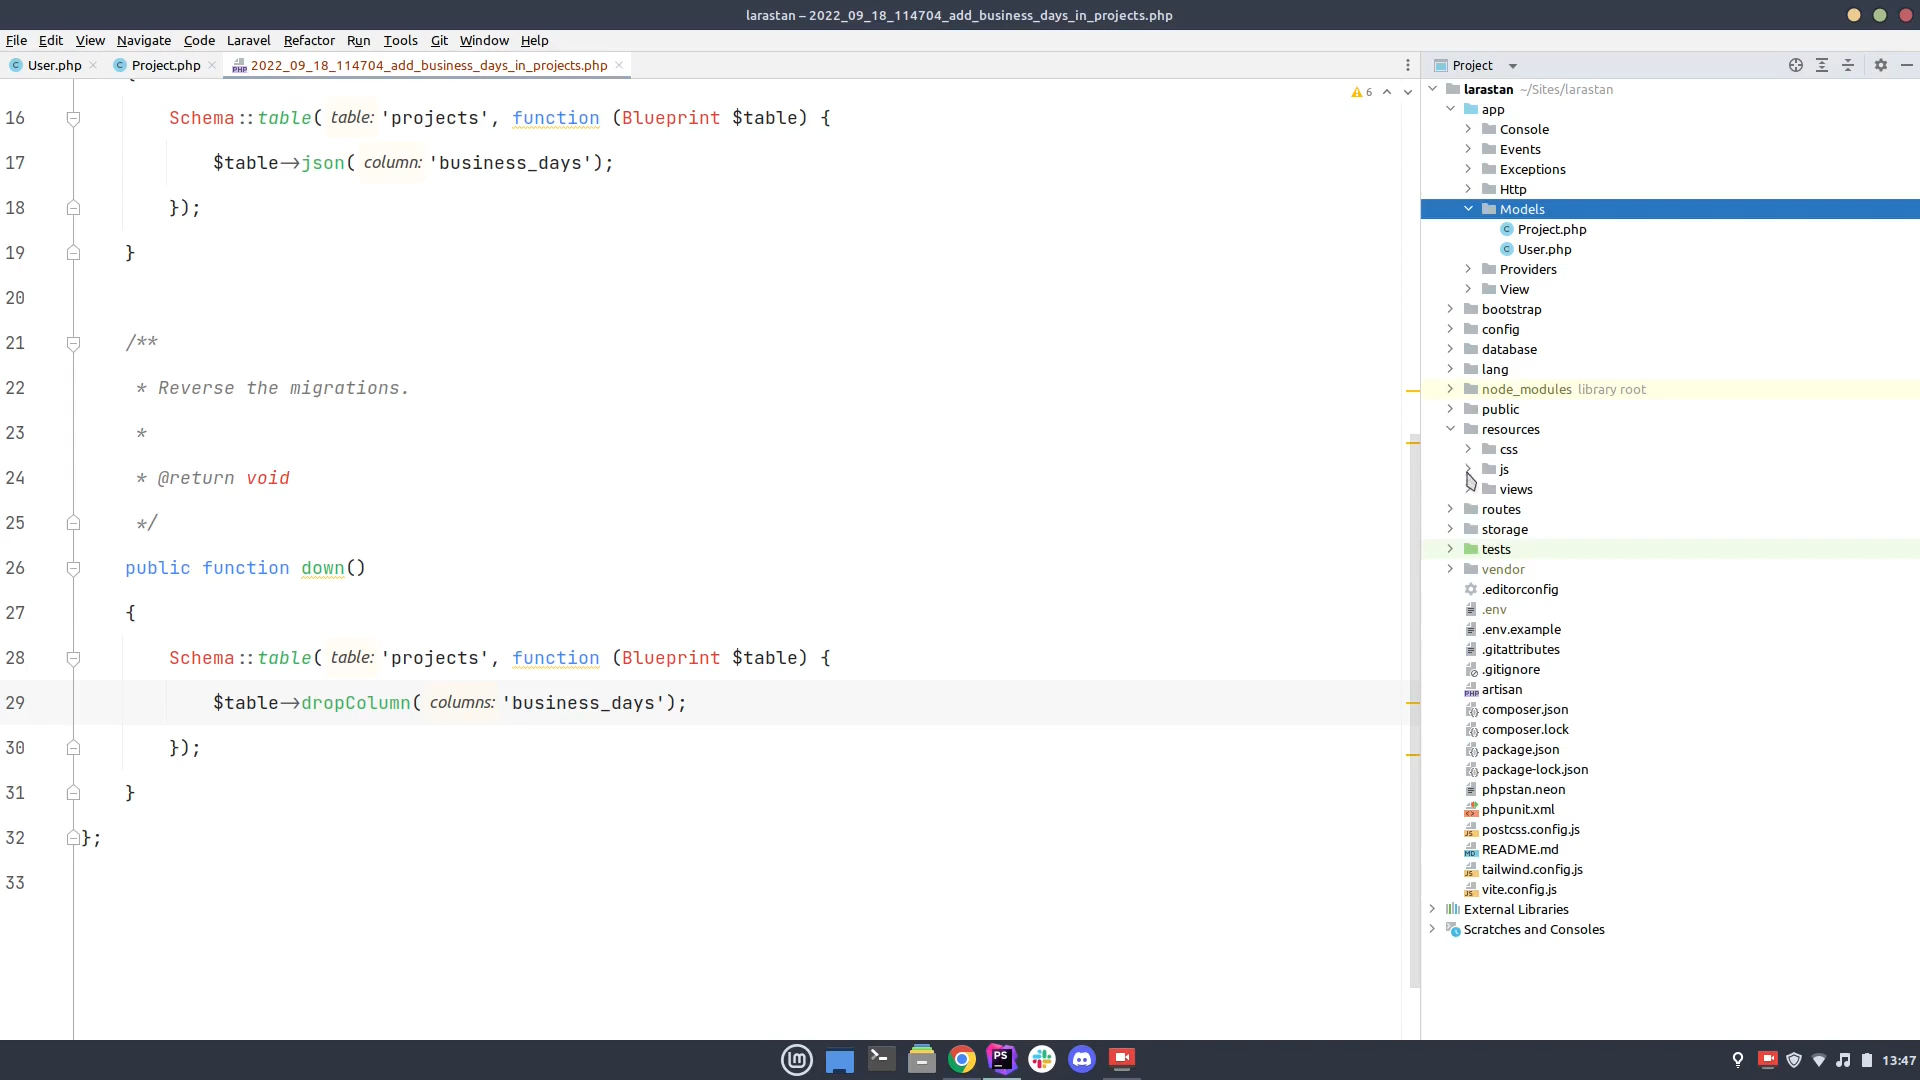 larastan – 2022_09_18_114704_add_business_days_in_projects.php
File Edit View Navigate Code Laravel Refactor Run Tools Git Window Help
User.php Project.php 2022_09_18_114704_add_business_days_in_projects.php
6
16 Schema::table( table: 'projects', function (Blueprint $table) {
17 $table->json( column: 'business_days');
18 });
19 }
20
21 /**
22 * Reverse the migrations.
23 *
24 * @return void
25 */
26 public function down()
27 {
28 Schema::table( table: 'projects', function (Blueprint $table) {
29 $table->dropColumn( columns: 'business_days');
30 });
31 }
32 };
33
Project
larastan ~/Sites/larastan
app
Console
Events
Exceptions
Http
Models
Project.php
User.php
Providers
View
bootstrap
config
database
lang
node_modules library root
public
resources
css
js
views
routes
storage
tests
vendor
.editorconfig
.env
.env.example
.gitattributes
.gitignore
artisan
composer.json
composer.lock
package.json
package-lock.json
phpstan.neon
phpunit.xml
postcss.config.js
README.md
tailwind.config.js
vite.config.js
External Libraries
Scratches and Consoles
13:47